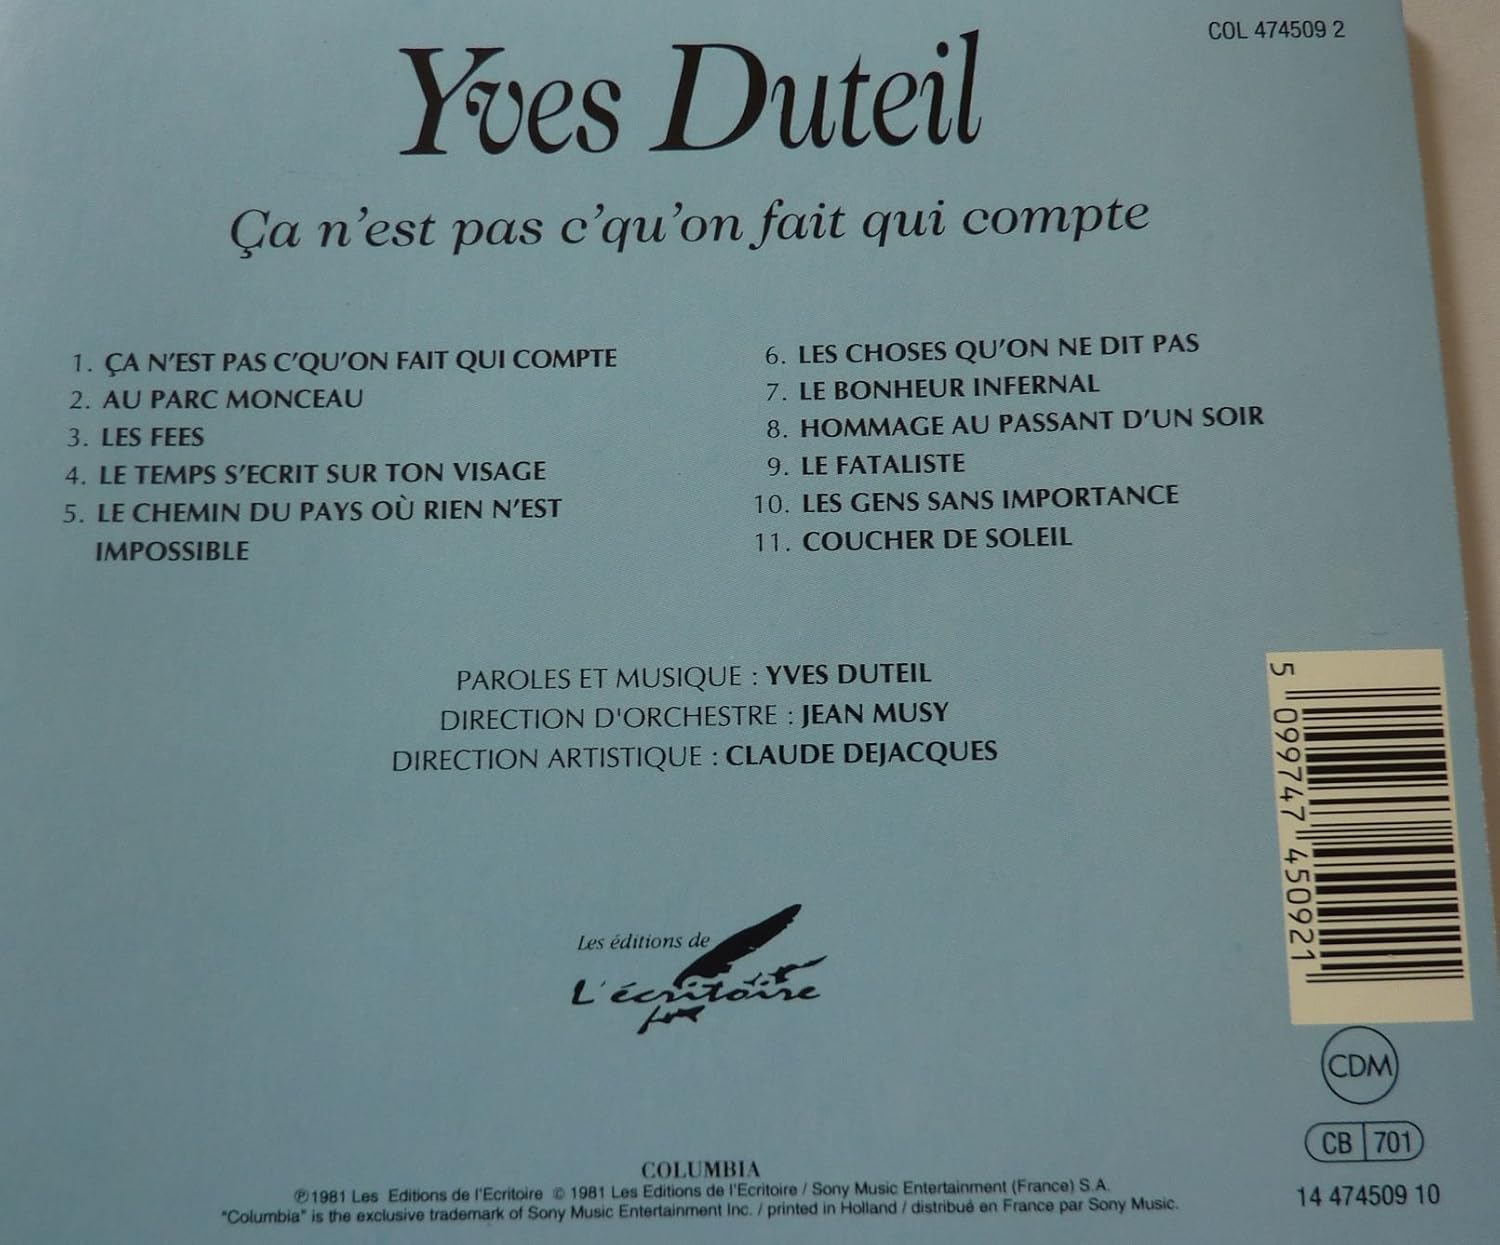 COL 474509 2
Yves Duteil
Ça n'est pas c'qu'on fait qui compte
1. ÇA N'EST PAS C'QU'ON FAIT QUI COMPTE
2. AU PARC MONCEAU
3. LES FEES
4. LE TEMPS S'ECRIT SUR TON VISAGE
5. LE CHEMIN DU PAYS OÙ RIEN N'EST
IMPOSSIBLE
6. LES CHOSES QU'ON NE DIT PAS
7. LE BONHEUR INFERNAL
8. HOMMAGE AU PASSANT D'UN SOIR
9. LE FATALISTE
10. LES GENS SANS IMPORTANCE
11. COUCHER DE SOLEIL
PAROLES ET MUSIQUE : YVES DUTEIL
DIRECTION D'ORCHESTRE : JEAN MUSY
DIRECTION ARTISTIQUE : CLAUDE DEJACQUES
5 099747 450921
Les éditions de
L'écritoire
CDM
CB 701
14 474509 10
COLUMBIA
℗ 1981 Les Editions de l'Ecritoire © 1981 Les Editions de l'Ecritoire / Sony Music Entertainment (France) S.A.
"Columbia" is the exclusive trademark of Sony Music Entertainment Inc. / printed in Holland / distribué en France par Sony Music.